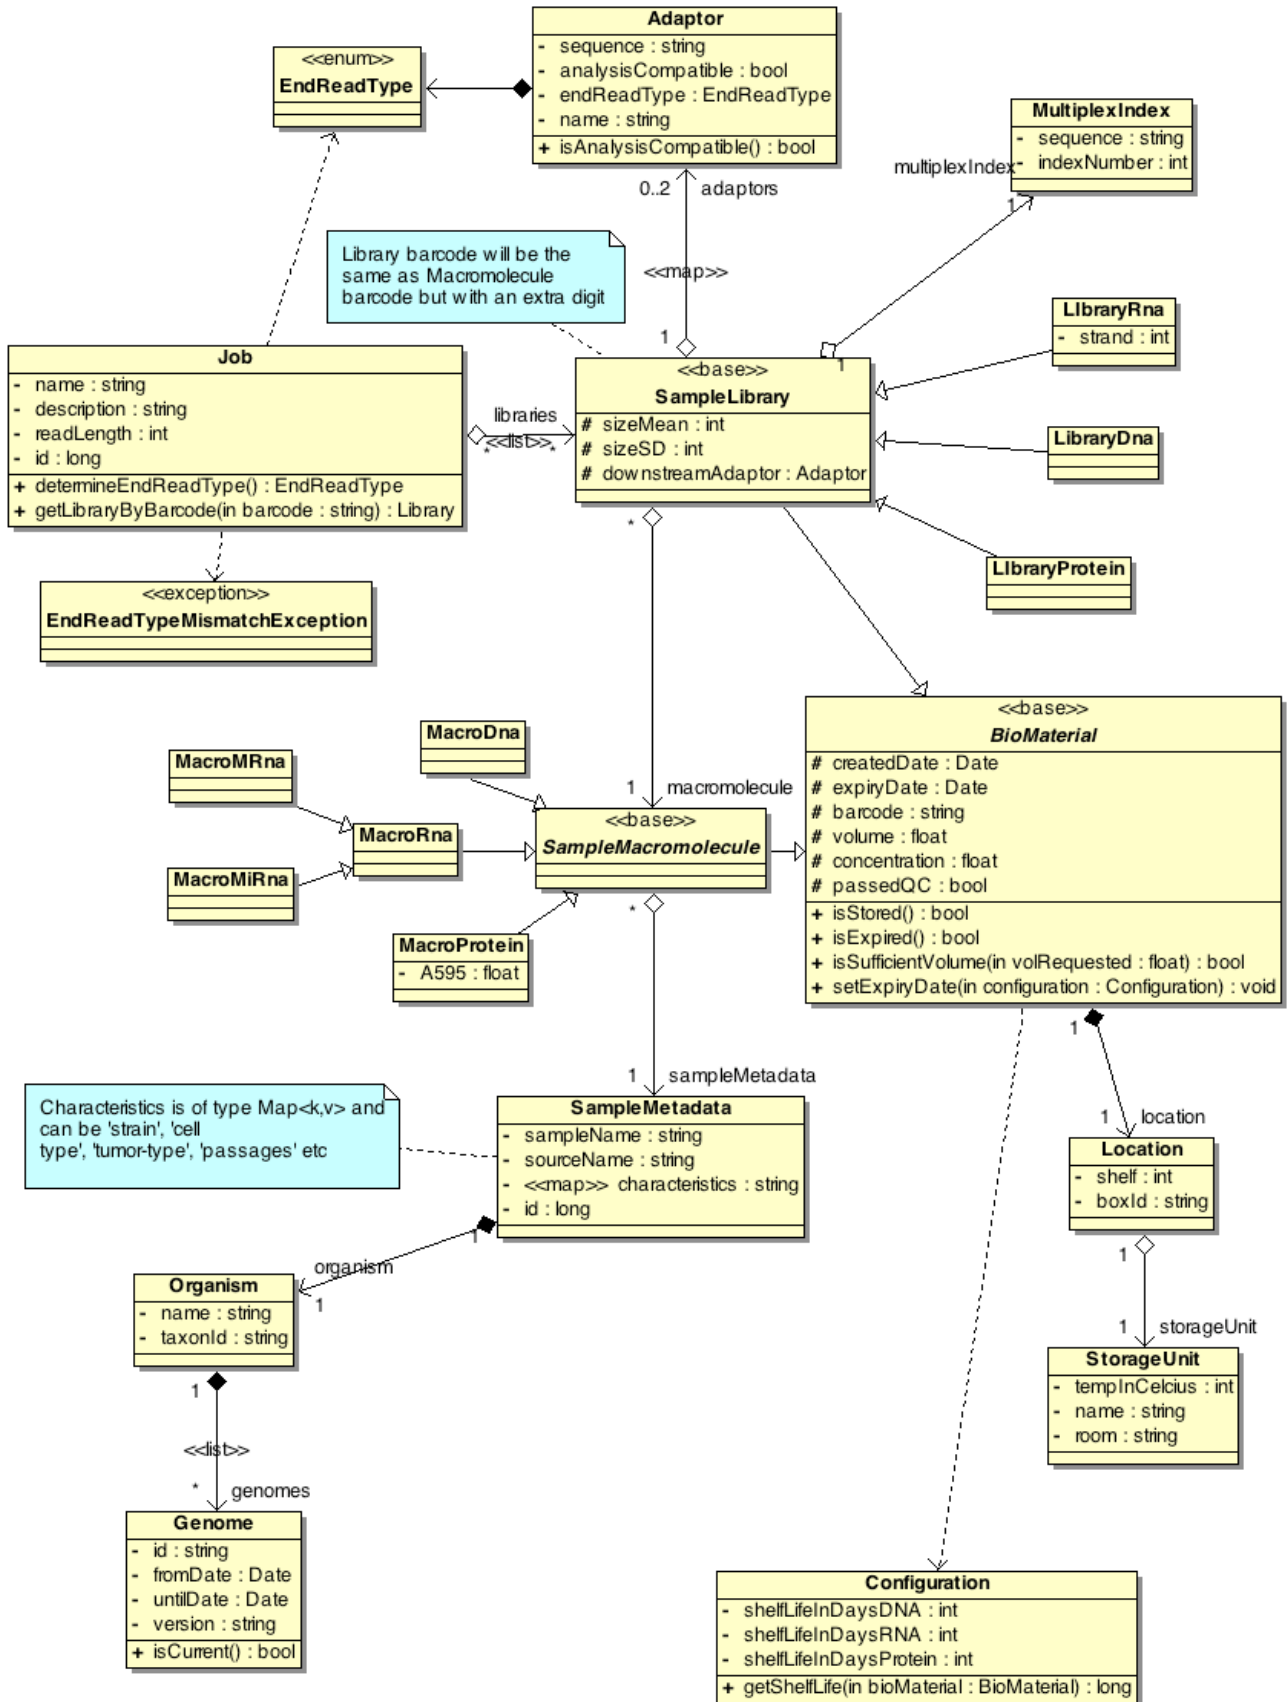 Adaptor
- sequence : string
- analysisCompatible : bool
- endReadType : EndReadType
- name : string
+ isAnalysisCompatible() : bool
<<enum>>
EndReadType
MultiplexIndex
- sequence : string
- indexNumber : int
multiplexIndex
1
0..2
adaptors
<<map>>
1
1
Library barcode will be the
same as Macromolecule
barcode but with an extra digit
LIbraryRna
- strand : int
Job
- name : string
- description : string
- readLength : int
- id : long
+ determineEndReadType() : EndReadType
+ getLibraryByBarcode(in barcode : string) : Library
libraries
* <<list>> *
<<base>>
SampleLibrary
# sizeMean : int
# sizeSD : int
# downstreamAdaptor : Adaptor
LibraryDna
LIbraryProtein
*
<<exception>>
EndReadTypeMismatchException
<<base>>
BioMaterial
# createdDate : Date
# expiryDate : Date
# barcode : string
# volume : float
# concentration : float
# passedQC : bool
+ isStored() : bool
+ isExpired() : bool
+ isSufficientVolume(in volRequested : float) : bool
+ setExpiryDate(in configuration : Configuration) : void
MacroDna
MacroMRna
MacroRna
MacroMiRna
1
macromolecule
<<base>>
SampleMacromolecule
*
MacroProtein
- A595 : float
1
1
location
Location
- shelf : int
- boxId : string
1
1
storageUnit
StorageUnit
- tempInCelcius : int
- name : string
- room : string
1
sampleMetadata
Characteristics is of type Map<k,v> and
can be 'strain', 'cell
type', 'tumor-type', 'passages' etc
SampleMetadata
- sampleName : string
- sourceName : string
- <<map>> characteristics : string
- id : long
1
organism
1
Organism
- name : string
- taxonId : string
1
<<list>>
*
genomes
Genome
- id : string
- fromDate : Date
- untilDate : Date
- version : string
+ isCurrent() : bool
Configuration
- shelfLifeInDaysDNA : int
- shelfLifeInDaysRNA : int
- shelfLifeInDaysProtein : int
+ getShelfLife(in bioMaterial : BioMaterial) : long